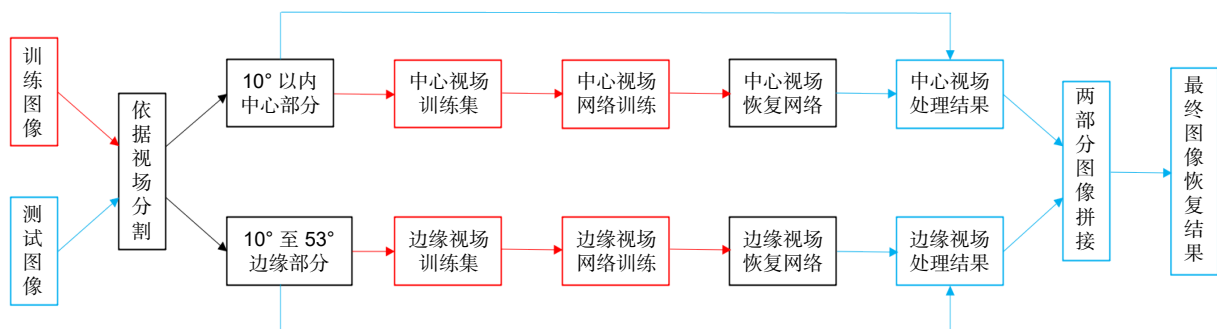 训练图像
测试图像
依据视场分割
10° 以内
中心部分
中心视场
训练集
中心视场
网络训练
中心视场
恢复网络
中心视场
处理结果
10° 至 53°
边缘部分
边缘视场
训练集
边缘视场
网络训练
边缘视场
恢复网络
边缘视场
处理结果
两部分图像拼接
最终图像恢复结果